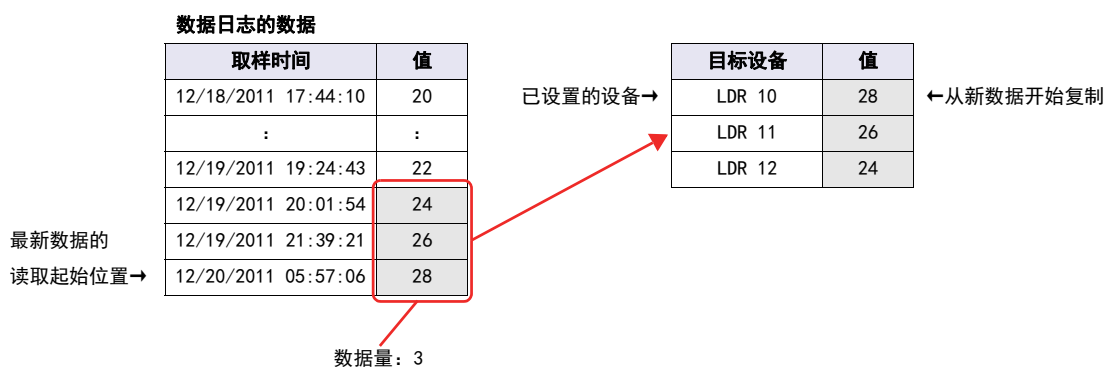 数据日志的数据
取样时间 值
12/18/2011 17:44:10 20
: :
12/19/2011 19:24:43 22
12/19/2011 20:01:54 24
12/19/2011 21:39:21 26
12/20/2011 05:57:06 28
最新数据的
读取起始位置→
数据量: 3
目标设备 值
已设置的设备→ LDR 10 28 ←从新数据开始复制
LDR 11 26
LDR 12 24